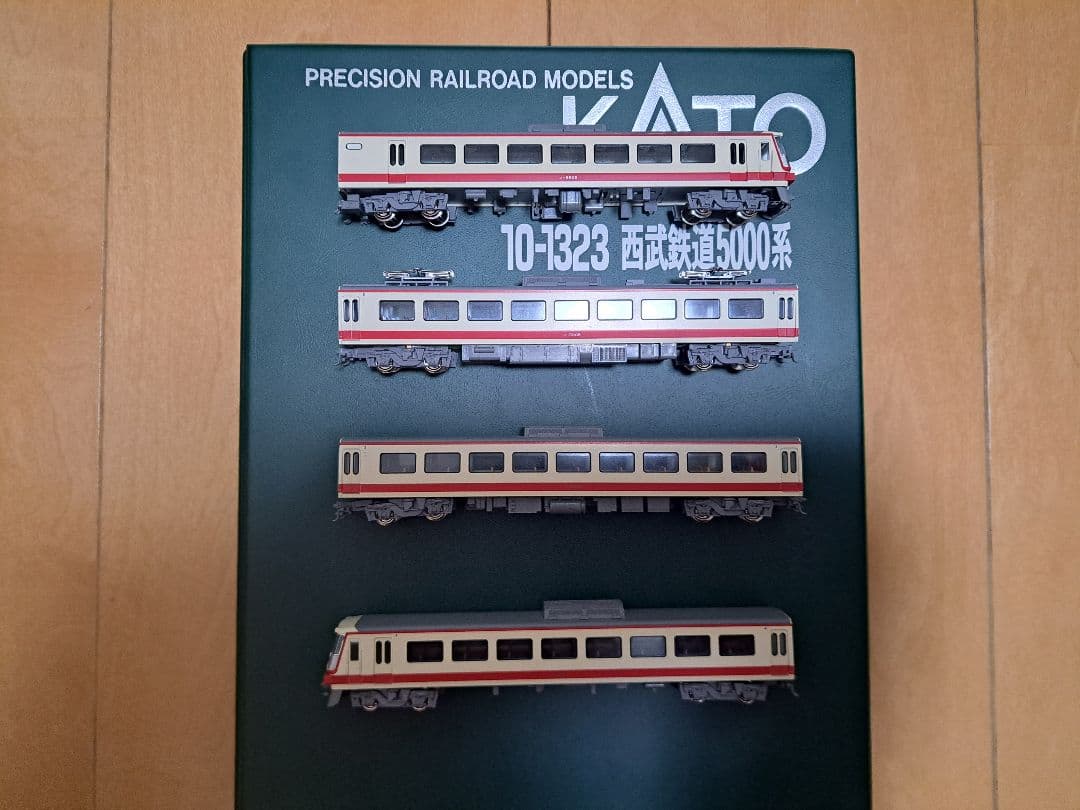 PRECISION RAILROAD MODELS
KATO
10-1323 西武鉄道5000系